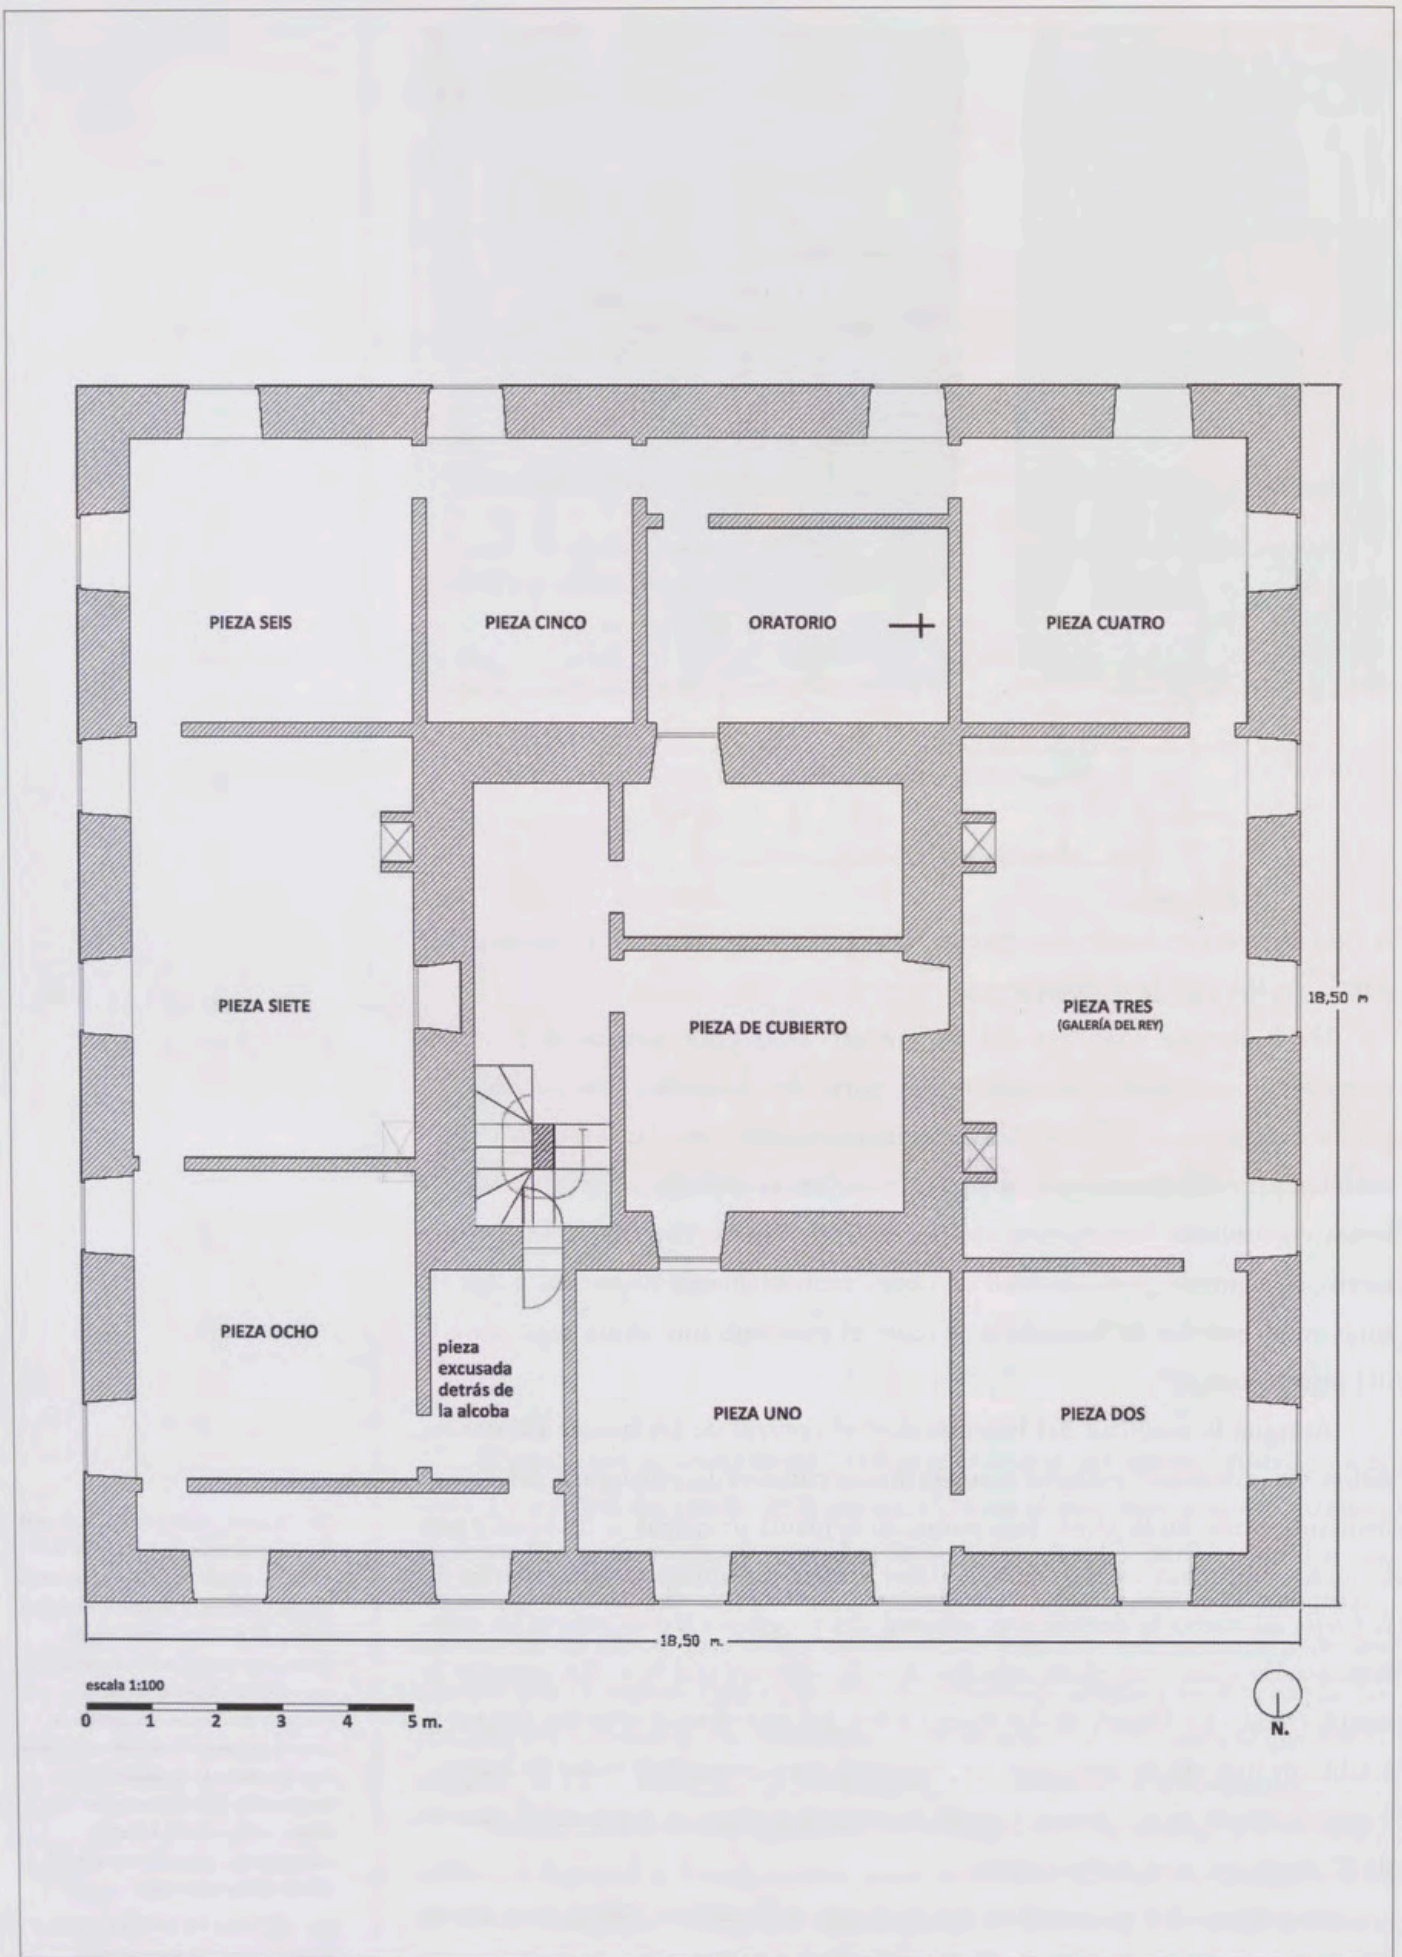 PIEZA SEIS
PIEZA CINCO
ORATORIO
PIEZA CUATRO
PIEZA SIETE
PIEZA DE CUBIERTO
PIEZA TRES
(GALERÍA DEL REY)
18,50 m
PIEZA OCHO
pieza
excusada
detrás de
la alcoba
PIEZA UNO
PIEZA DOS
18,50 m.
escala 1:100
0 1 2 3 4 5 m.
N.